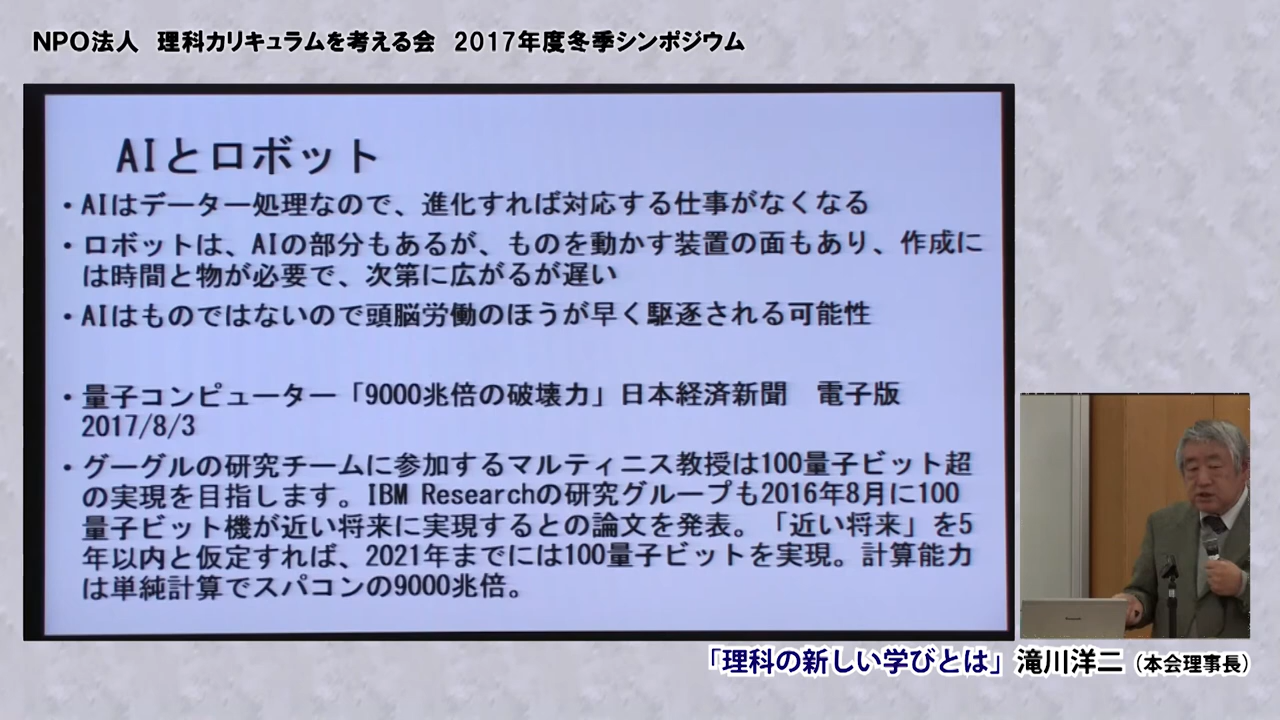 NPO法人　理科カリキュラムを考える会　2017年度冬季シンポジウム
AIとロボット
・AIはデーター処理なので、進化すれば対応する仕事がなくなる
・ロボットは、AIの部分もあるが、ものを動かす装置の面もあり、作成に
は時間と物が必要で、次第に広がるが遅い
・AIはものではないので頭脳労働のほうが早く駆逐される可能性
・量子コンピューター「9000兆倍の破壊力」日本経済新聞　電子版
2017/8/3
・グーグルの研究チームに参加するマルティニス教授は100量子ビット超
の実現を目指します。IBM Researchの研究グループも2016年8月に100
量子ビット機が近い将来に実現するとの論文を発表。「近い将来」を5
年以内と仮定すれば、2021年までには100量子ビットを実現。計算能力
は単純計算でスパコンの9000兆倍。
「理科の新しい学びとは」滝川洋二（本会理事長）